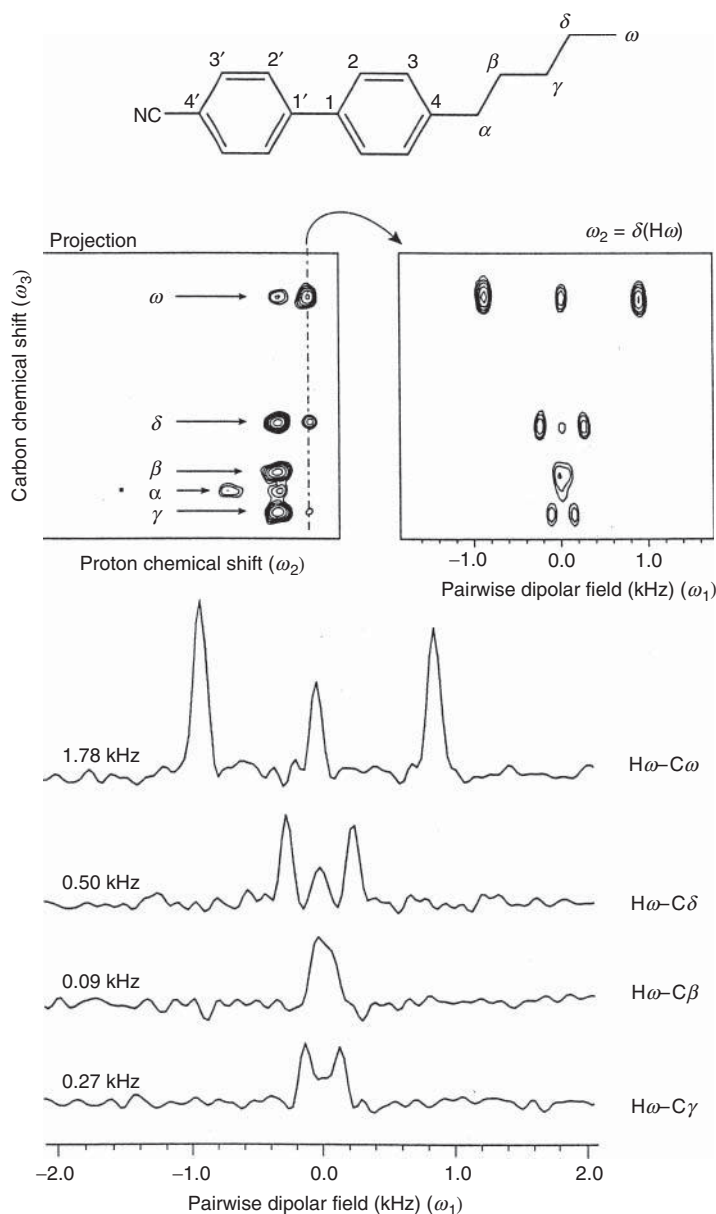 δ
ω
3′ 2′ 2 3 β
NC 4′ 1′ 1 4 γ
α
Projection
ω₂ = δ(Hω)
Carbon chemical shift (ω₃)
ω
δ
β
α
γ
Proton chemical shift (ω₂)
−1.0 0.0 1.0
Pairwise dipolar field (kHz) (ω₁)
1.78 kHz Hω–Cω
0.50 kHz Hω–Cδ
0.09 kHz Hω–Cβ
0.27 kHz Hω–Cγ
−2.0 −1.0 0.0 1.0 2.0
Pairwise dipolar field (kHz) (ω₁)